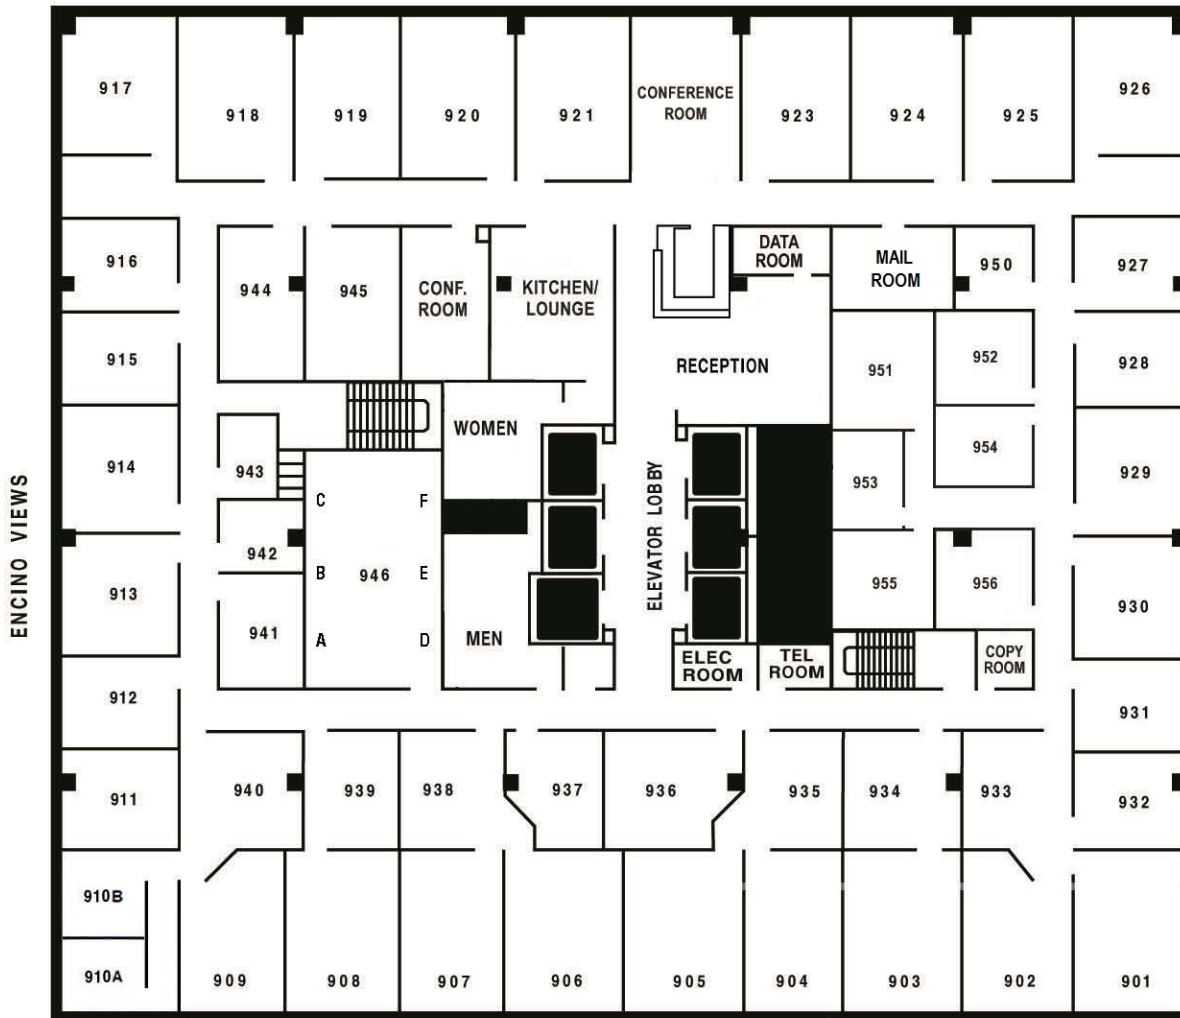 917
918
919
920
921
CONFERENCE
ROOM
923
924
925
926
916
944
945
CONF.
ROOM
KITCHEN/
LOUNGE
DATA
ROOM
MAIL
ROOM
950
927
915
RECEPTION
951
952
928
914
943
WOMEN
ELEVATOR LOBBY
953
954
929
ENCINO VIEWS
C
F
942
B
946
E
913
941
A
D
MEN
955
956
930
ELEC
ROOM
TEL
ROOM
COPY
ROOM
912
931
911
940
939
938
937
936
935
934
933
932
910B
910A
909
908
907
906
905
904
903
902
901